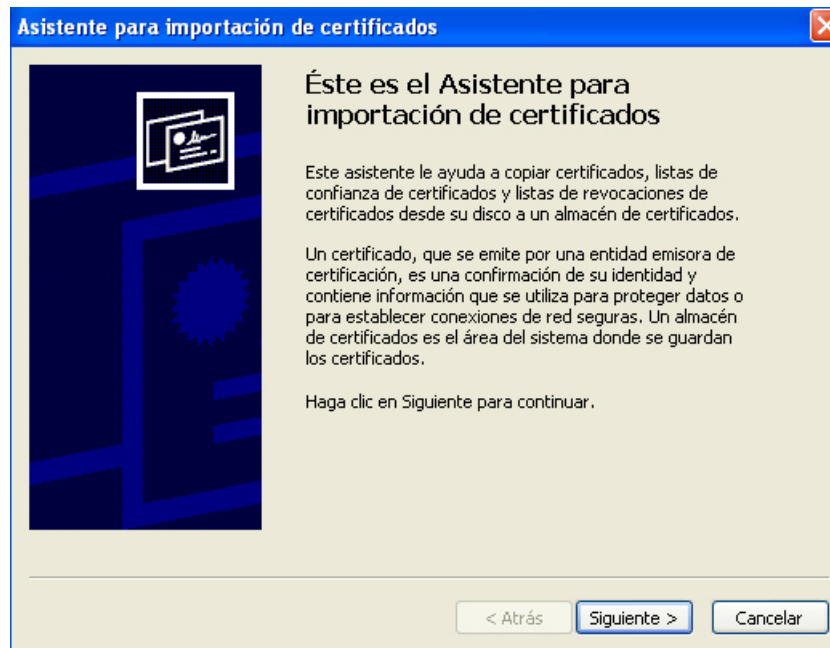 Asistente para importación de certificados
Éste es el Asistente para
importación de certificados
Este asistente le ayuda a copiar certificados, listas de
confianza de certificados y listas de revocaciones de
certificados desde su disco a un almacén de certificados.
Un certificado, que se emite por una entidad emisora de
certificación, es una confirmación de su identidad y
contiene información que se utiliza para proteger datos o
para establecer conexiones de red seguras. Un almacén
de certificados es el área del sistema donde se guardan
los certificados.
Haga clic en Siguiente para continuar.
< Atrás Siguiente > Cancelar